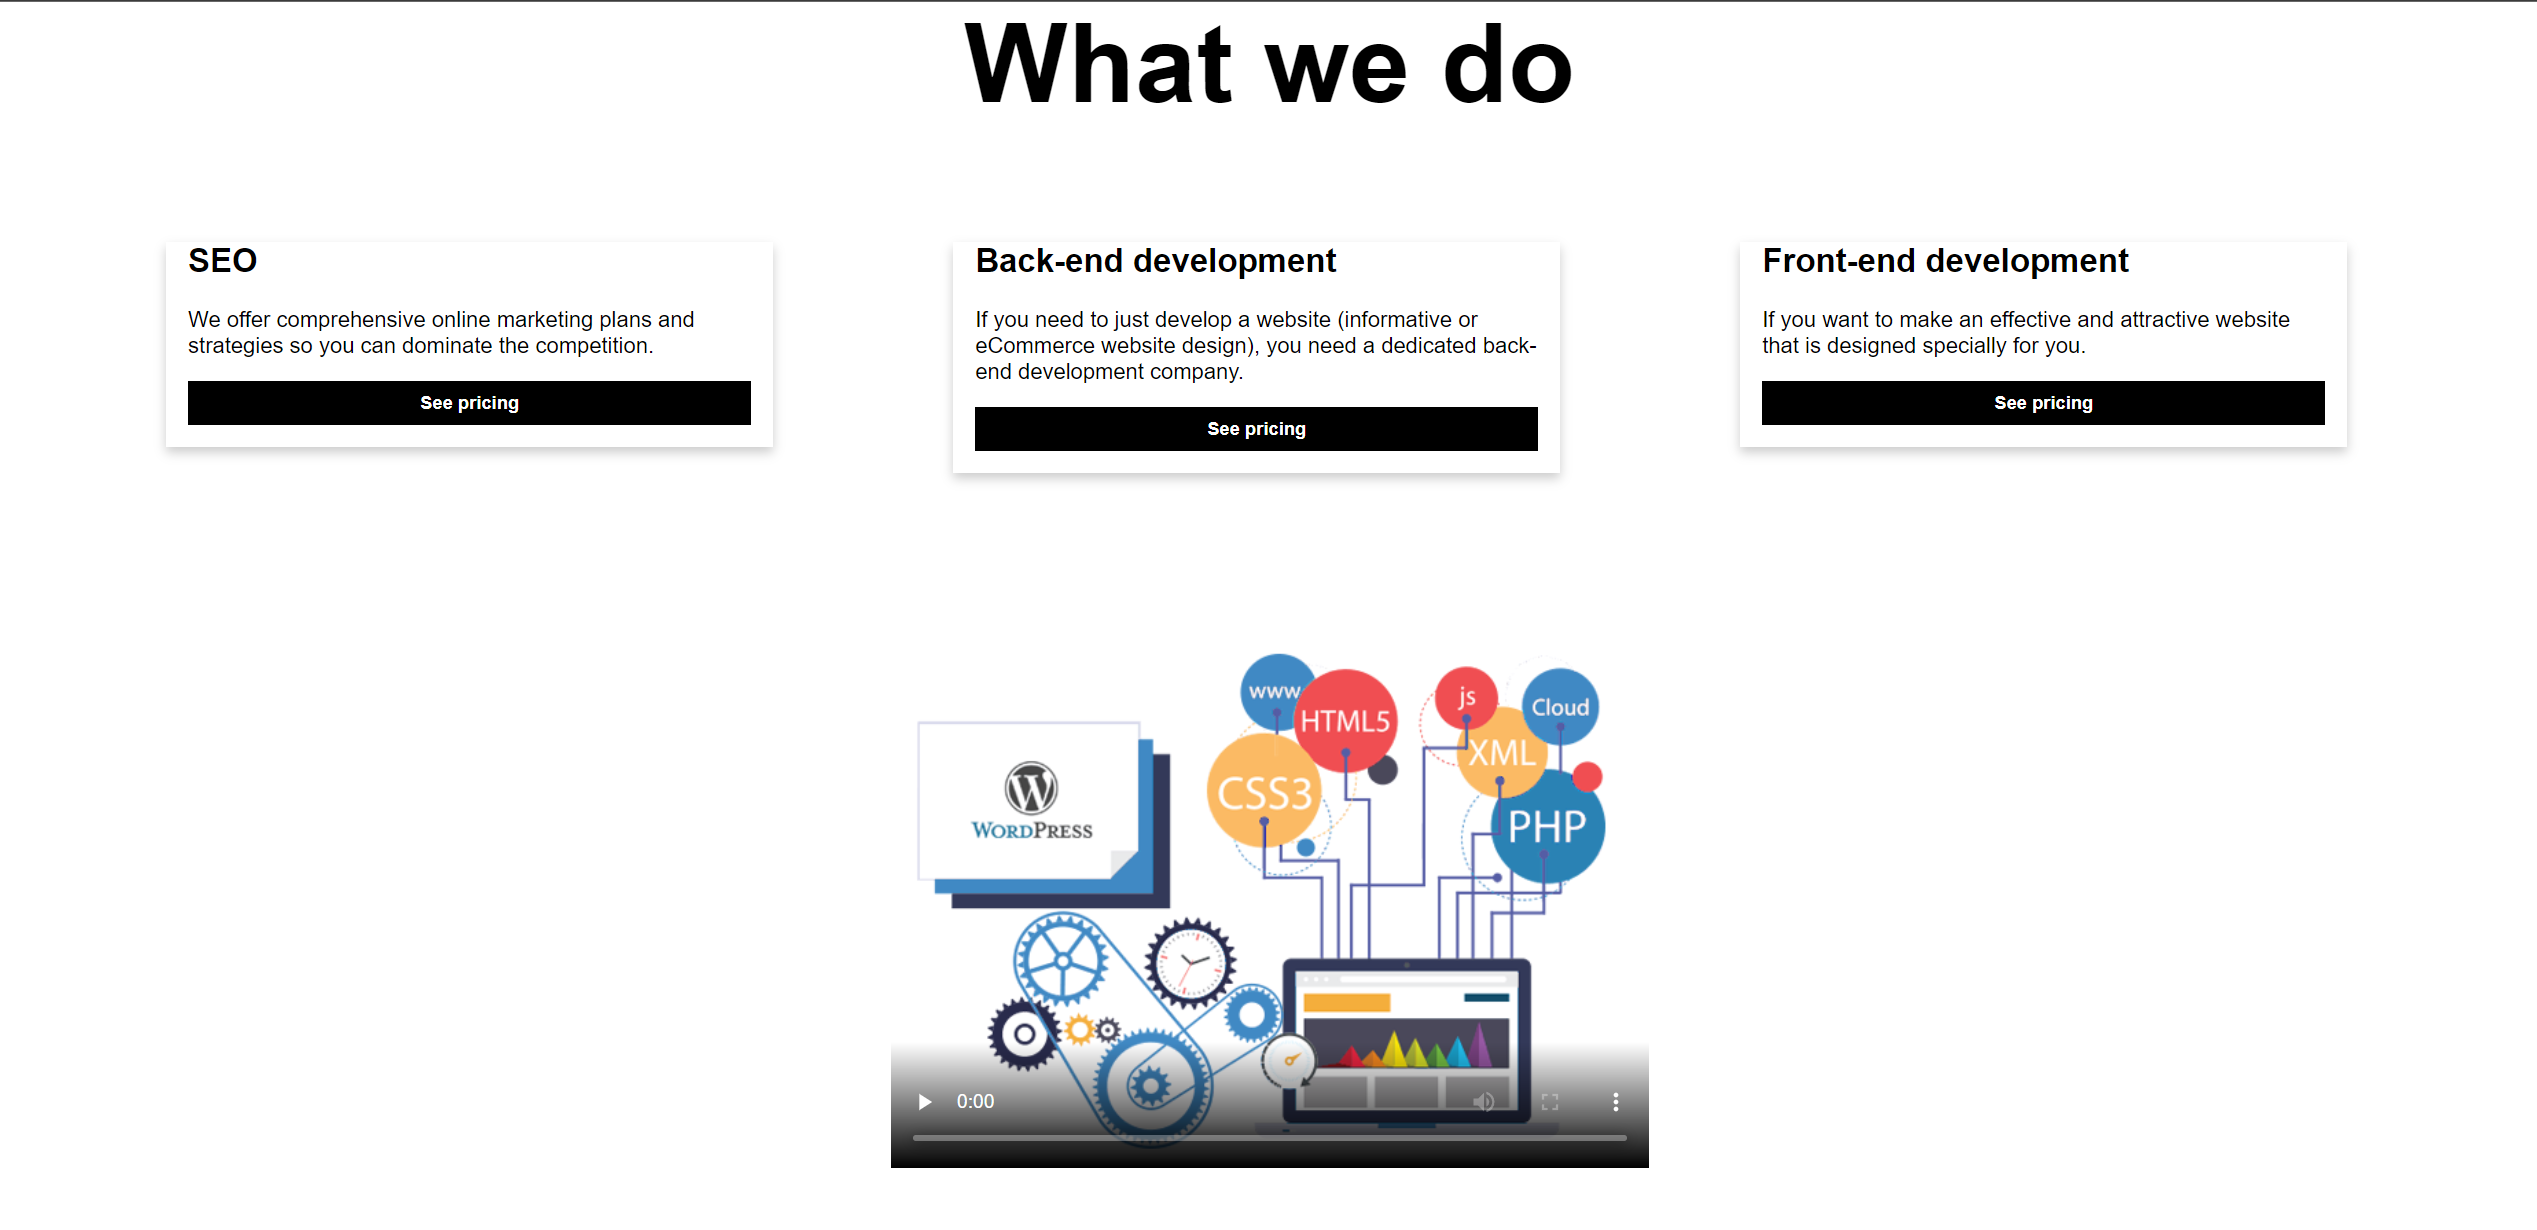 What we do
SEO
We offer comprehensive online marketing plans and
strategies so you can dominate the competition.
See pricing
Back-end development
If you need to just develop a website (informative or
eCommerce website design), you need a dedicated back-
end development company.
See pricing
Front-end development
If you want to make an effective and attractive website
that is designed specially for you.
See pricing
www
HTML5
js
Cloud
XML
CSS3
PHP
W
WORDPRESS
0:00